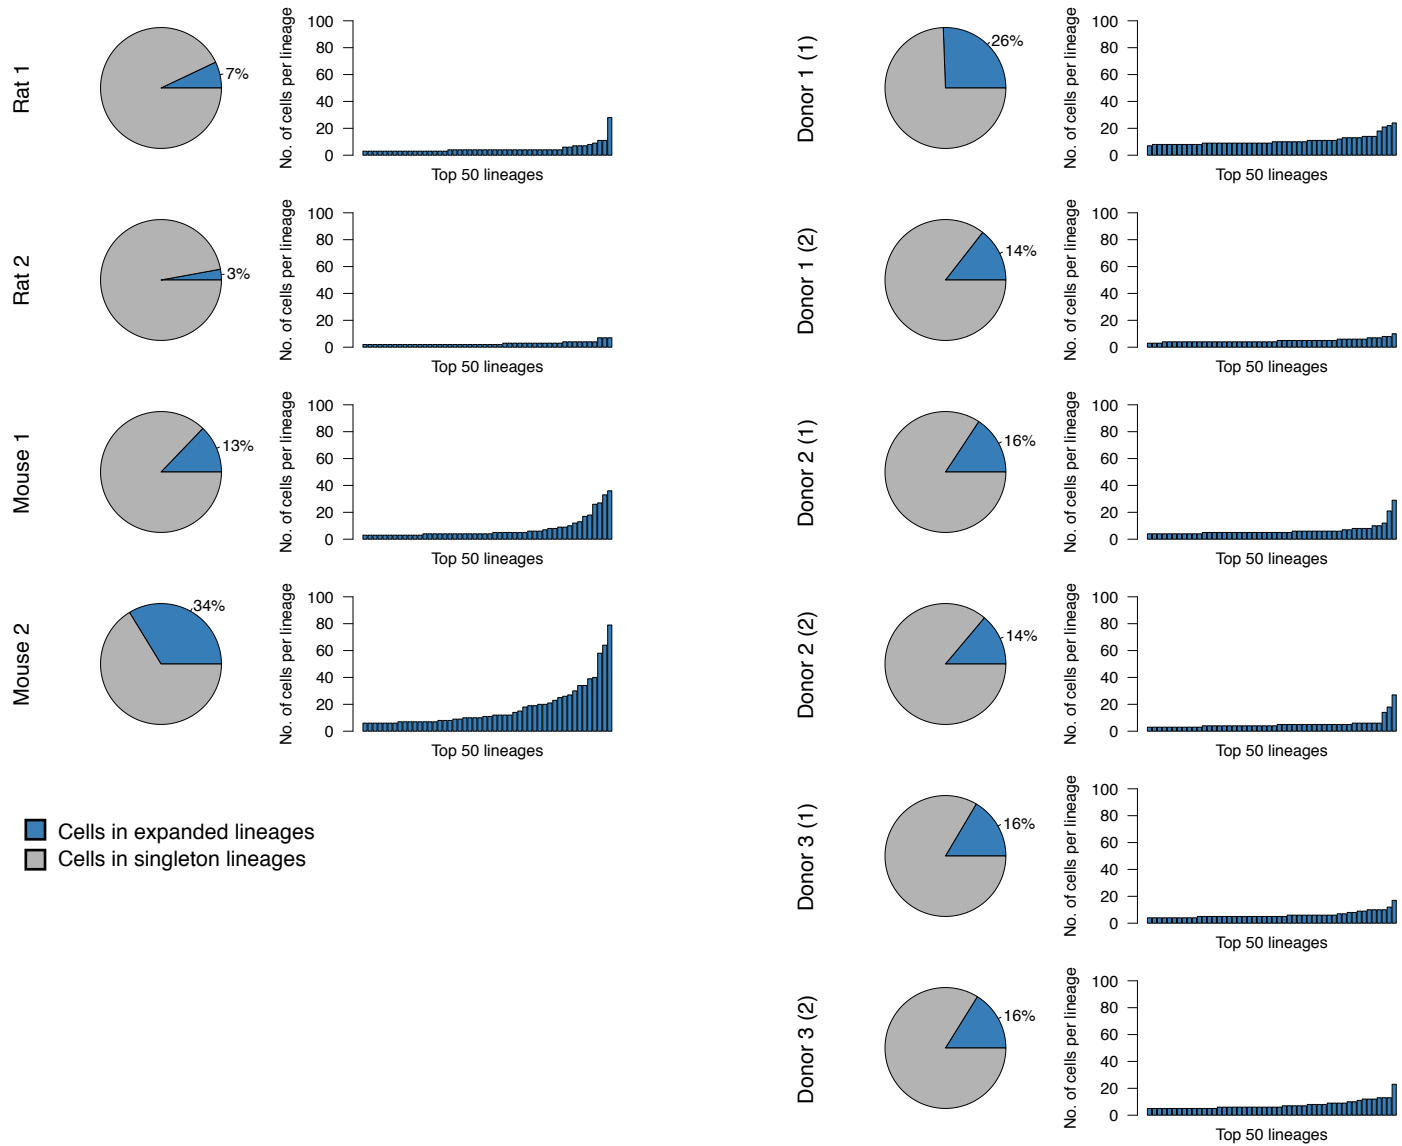 Rat 1
7%
No. of cells per lineage
100
80
60
40
20
0
Top 50 lineages
Donor 1 (1)
26%
No. of cells per lineage
100
80
60
40
20
0
Top 50 lineages
Rat 2
3%
No. of cells per lineage
100
80
60
40
20
0
Top 50 lineages
Donor 1 (2)
14%
No. of cells per lineage
100
80
60
40
20
0
Top 50 lineages
Mouse 1
13%
No. of cells per lineage
100
80
60
40
20
0
Top 50 lineages
Donor 2 (1)
16%
No. of cells per lineage
100
80
60
40
20
0
Top 50 lineages
Mouse 2
34%
No. of cells per lineage
100
80
60
40
20
0
Top 50 lineages
Donor 2 (2)
14%
No. of cells per lineage
100
80
60
40
20
0
Top 50 lineages
Cells in expanded lineages
Cells in singleton lineages
Donor 3 (1)
16%
No. of cells per lineage
100
80
60
40
20
0
Top 50 lineages
Donor 3 (2)
16%
No. of cells per lineage
100
80
60
40
20
0
Top 50 lineages